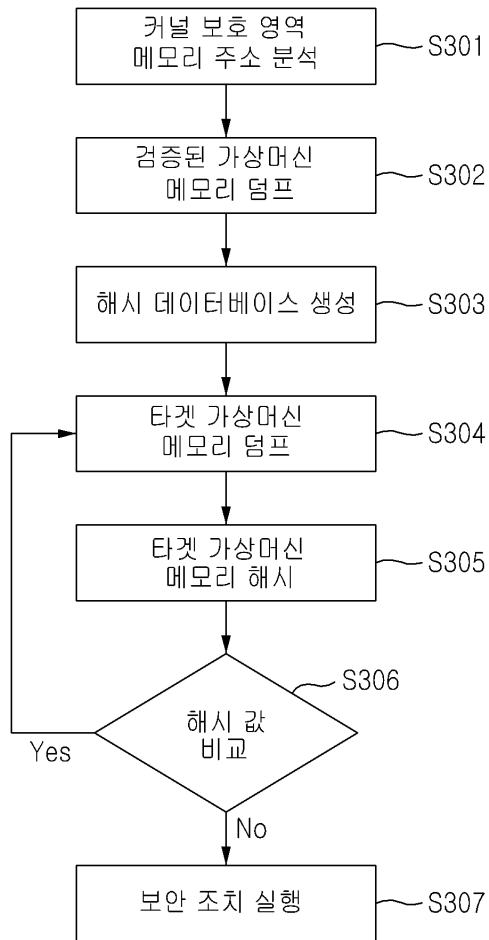 커널 보호 영역
메모리 주소 분석
S301
검증된 가상머신
메모리 덤프
S302
해시 데이터베이스 생성
S303
타겟 가상머신
메모리 덤프
S304
타겟 가상머신
메모리 해시
S305
S306
해시 값
비교
Yes
No
보안 조치 실행
S307